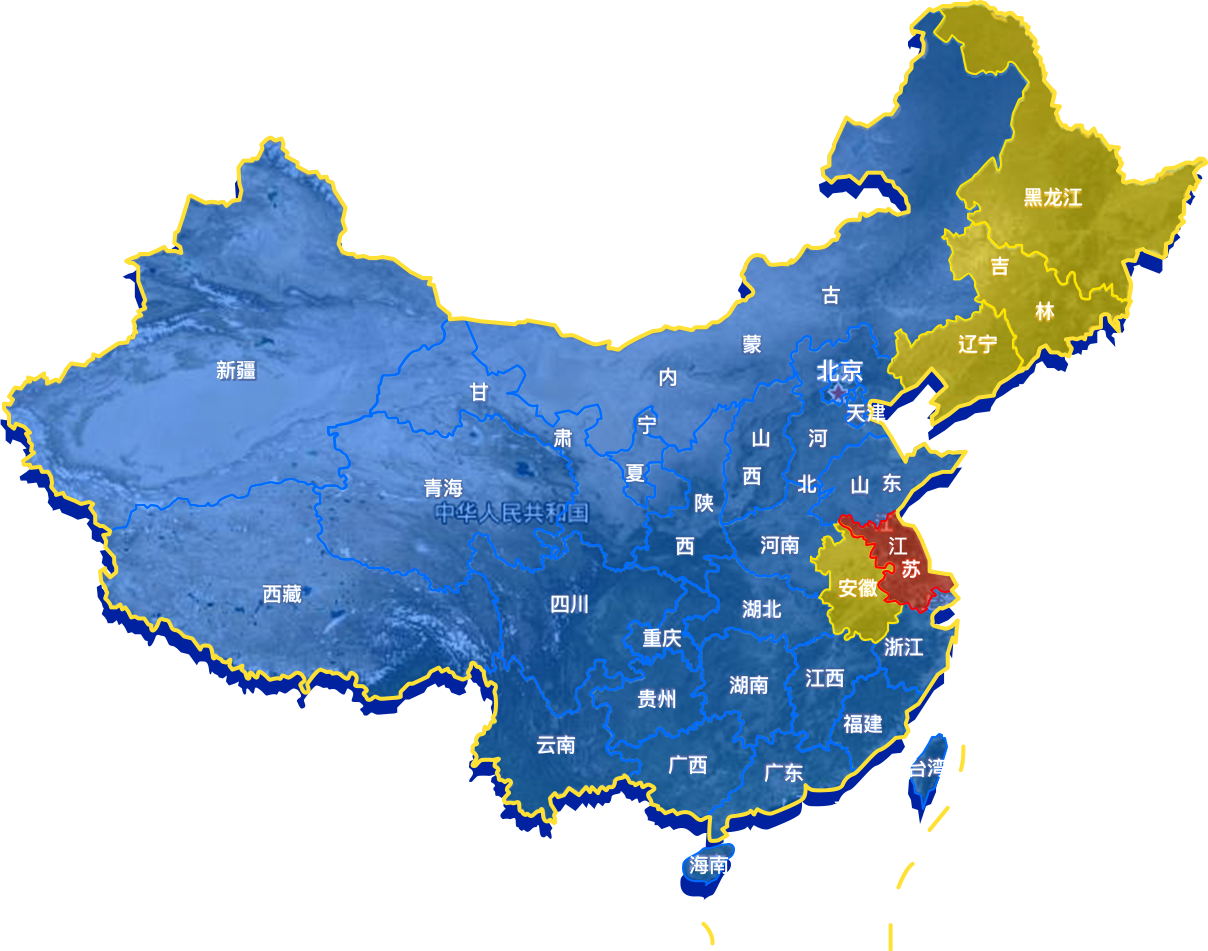 黑龙江
吉
林
辽宁
古
蒙
内
新疆
北京
天津
甘
肃
宁
夏
山
西
河
北
山东
陕
西
青海
中华人民共和国
江
江
苏
河南
安徽
西藏
四川
湖北
重庆
浙江
湖南
江西
贵州
福建
云南
广西
广东
台湾
海南